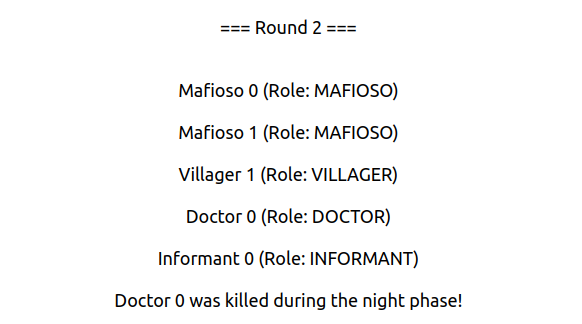 === Round 2 ===
Mafioso 0 (Role: MAFIOSO)
Mafioso 1 (Role: MAFIOSO)
Villager 1 (Role: VILLAGER)
Doctor 0 (Role: DOCTOR)
Informant 0 (Role: INFORMANT)
Doctor 0 was killed during the night phase!